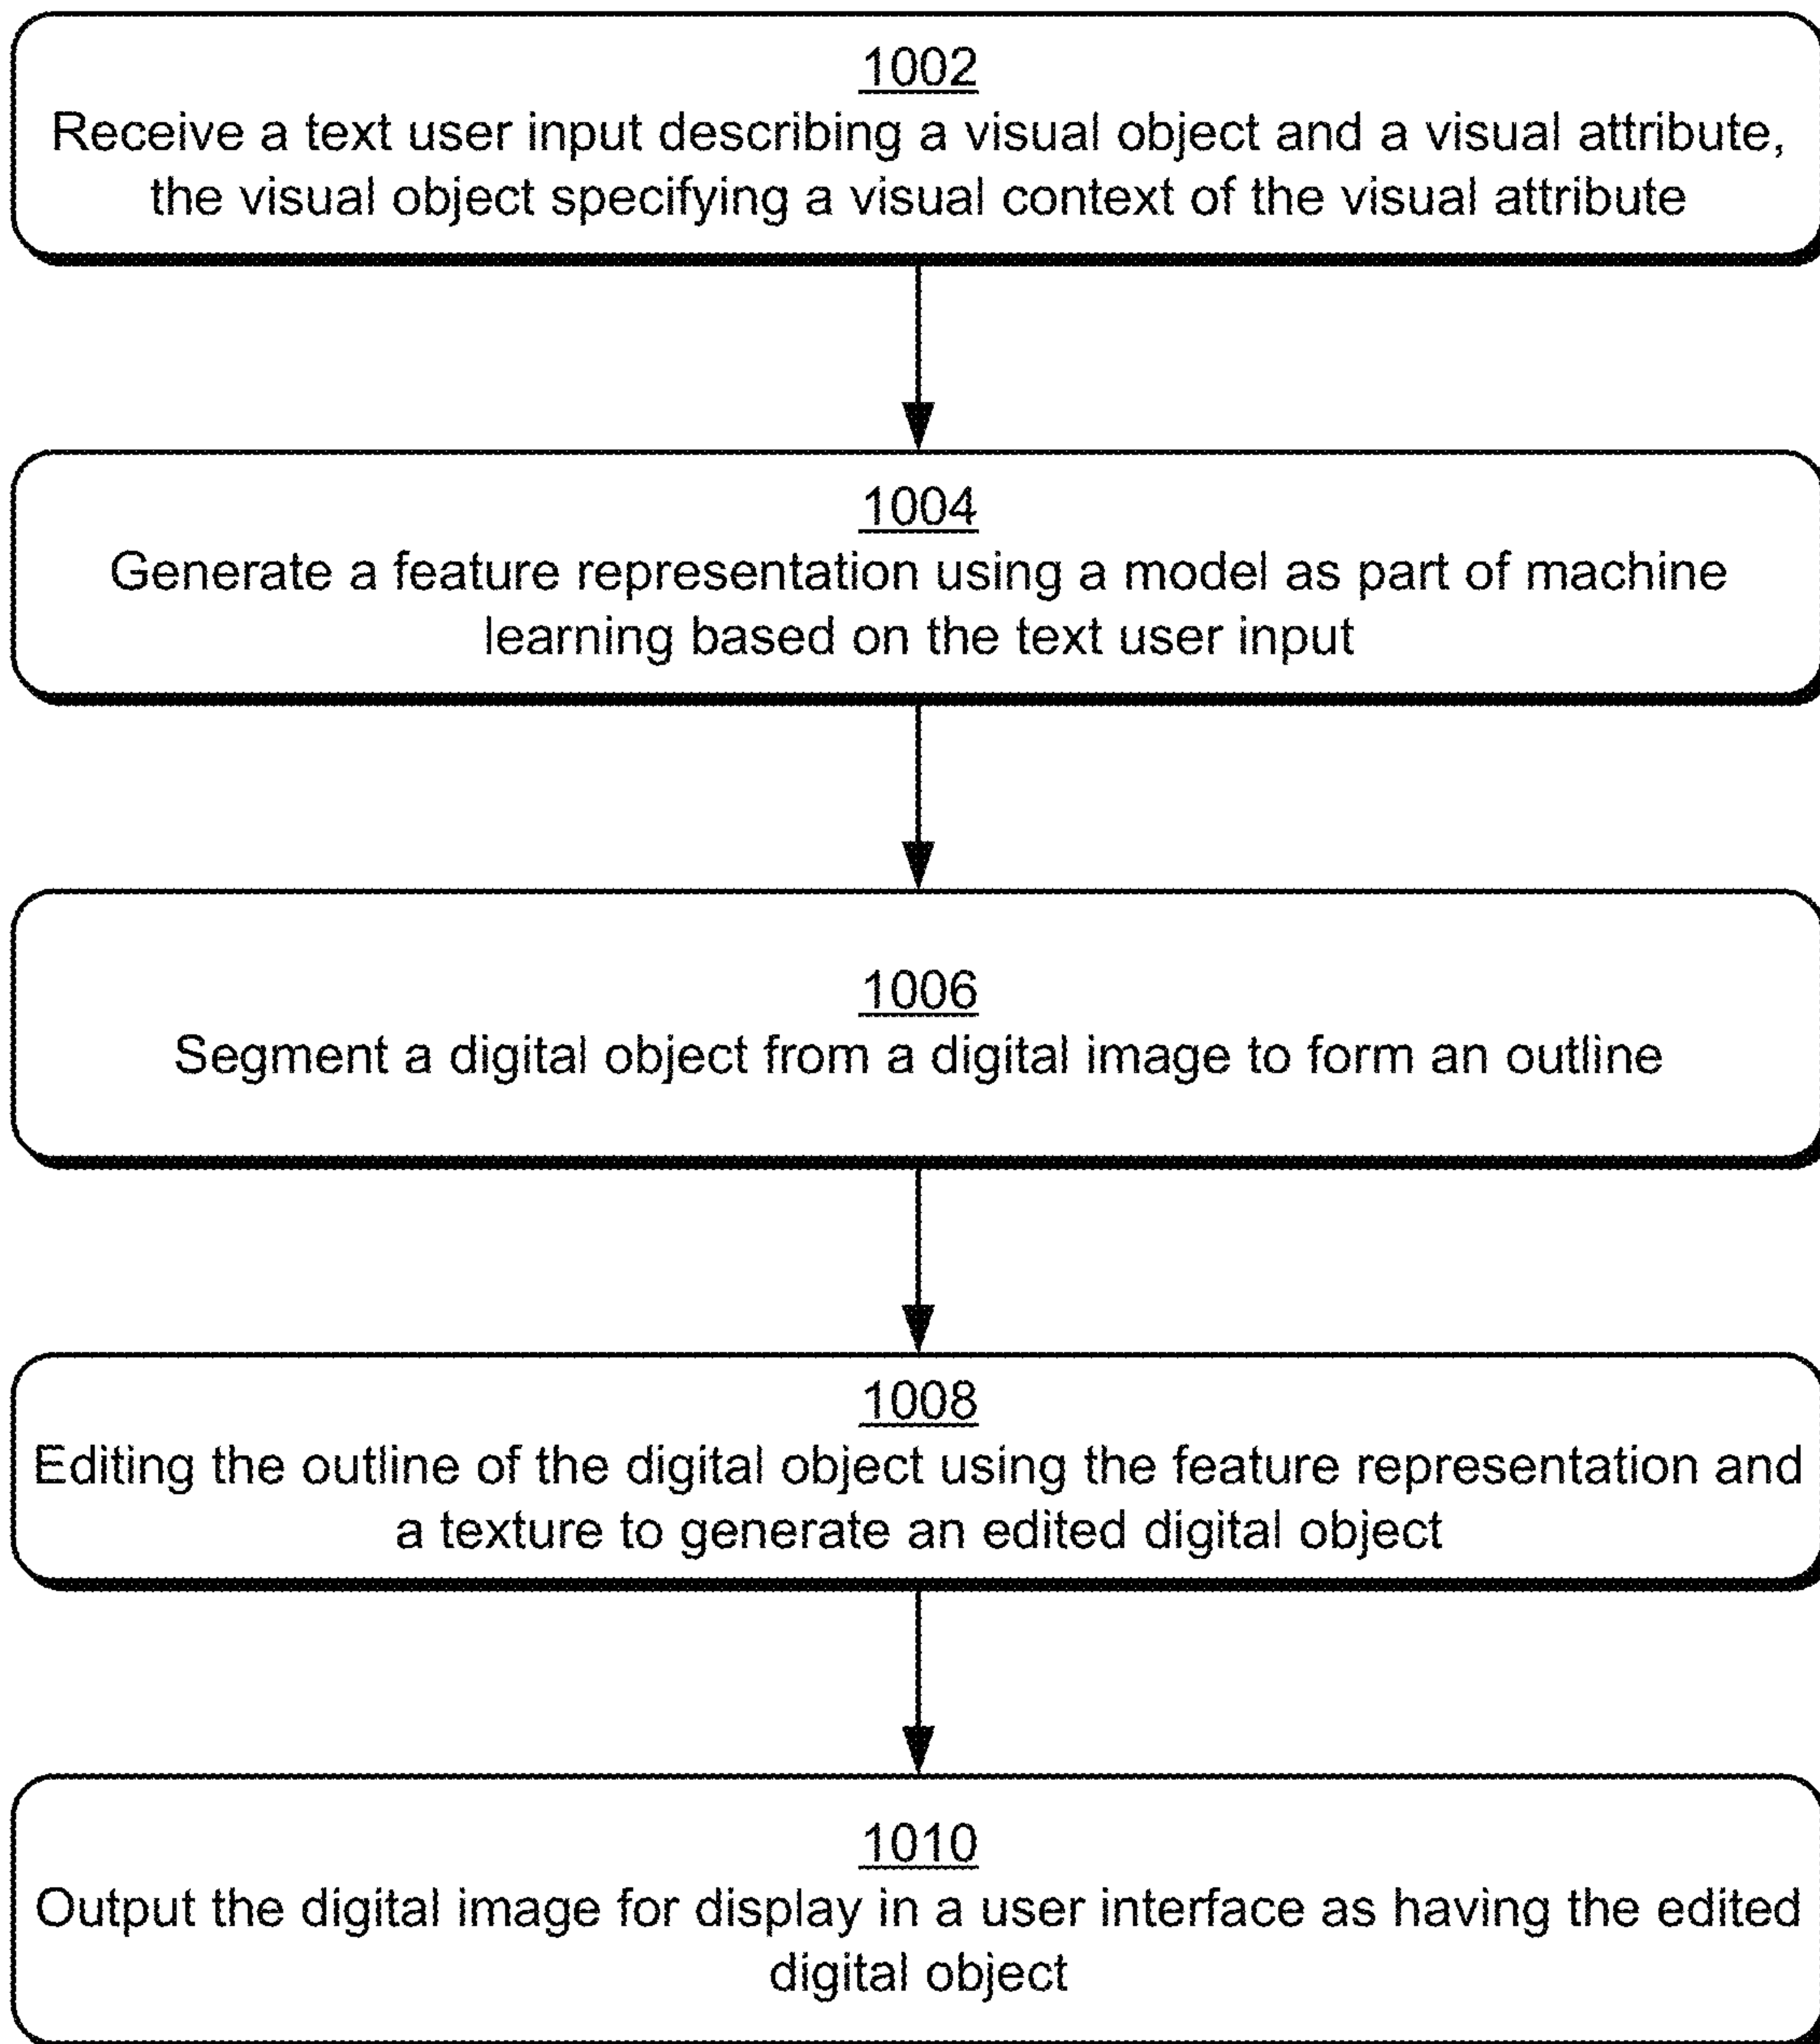 1002
Receive a text user input describing a visual object and a visual attribute,
the visual object specifying a visual context of the visual attribute
1004
Generate a feature representation using a model as part of machine
learning based on the text user input
1006
Segment a digital object from a digital image to form an outline
1008
Editing the outline of the digital object using the feature representation and
a texture to generate an edited digital object
1010
Output the digital image for display in a user interface as having the edited
digital object